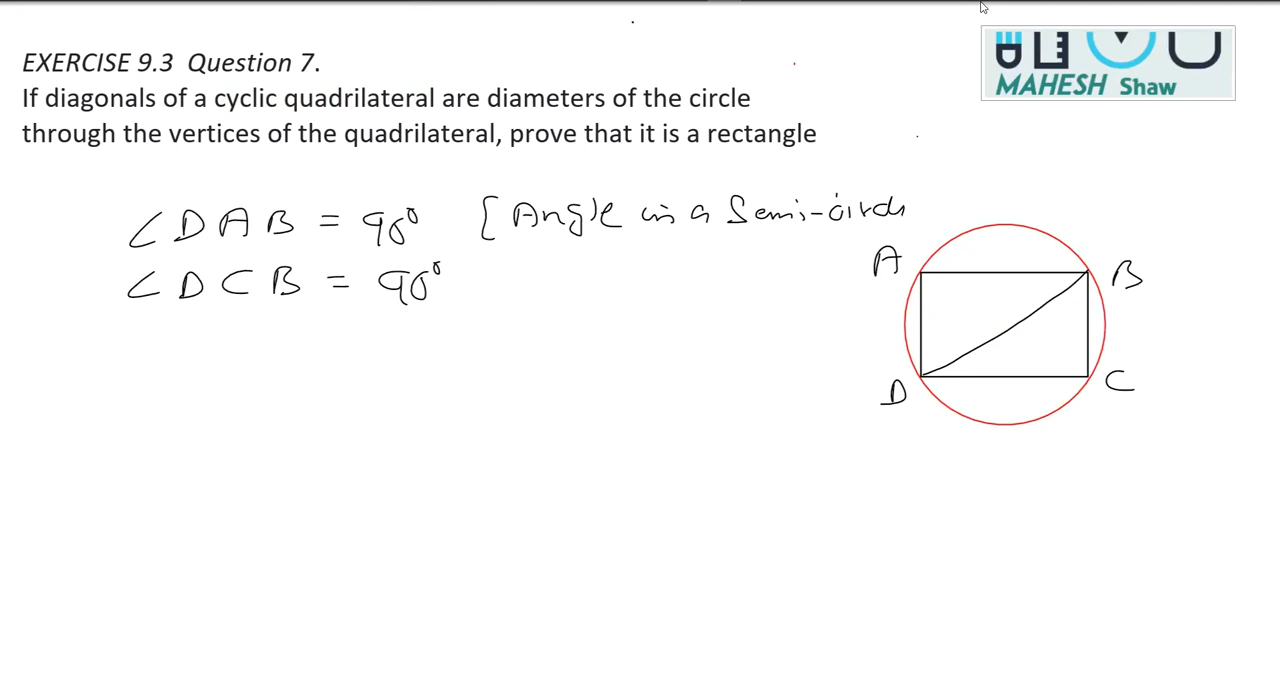 EXERCISE 9.3 Question 7.
If diagonals of a cyclic quadrilateral are diameters of the circle
through the vertices of the quadrilateral, prove that it is a rectangle
MAHESH Shaw
∠DAB = 90° [Angle in a Semi-circle
∠DCB = 90°
A
B
D
C